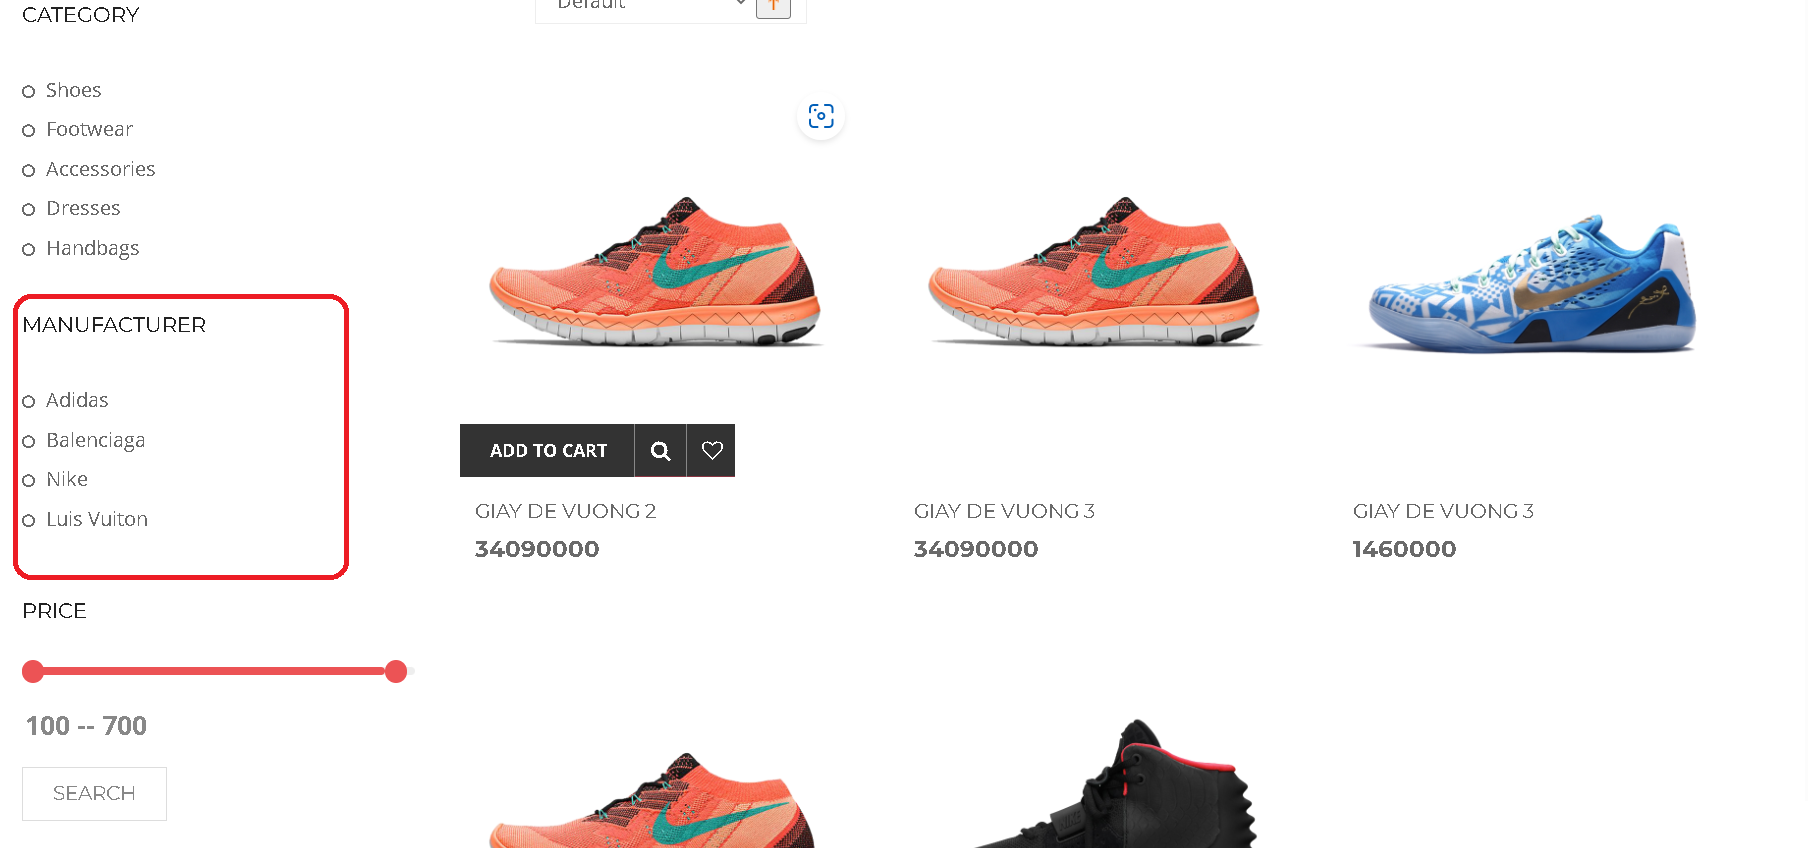 CATEGORY
Default
Shoes
Footwear
Accessories
Dresses
Handbags
MANUFACTURER
Adidas
Balenciaga
Nike
Luis Vuiton
PRICE
100 -- 700
SEARCH
ADD TO CART
GIAY DE VUONG 2
34090000
GIAY DE VUONG 3
34090000
GIAY DE VUONG 3
1460000